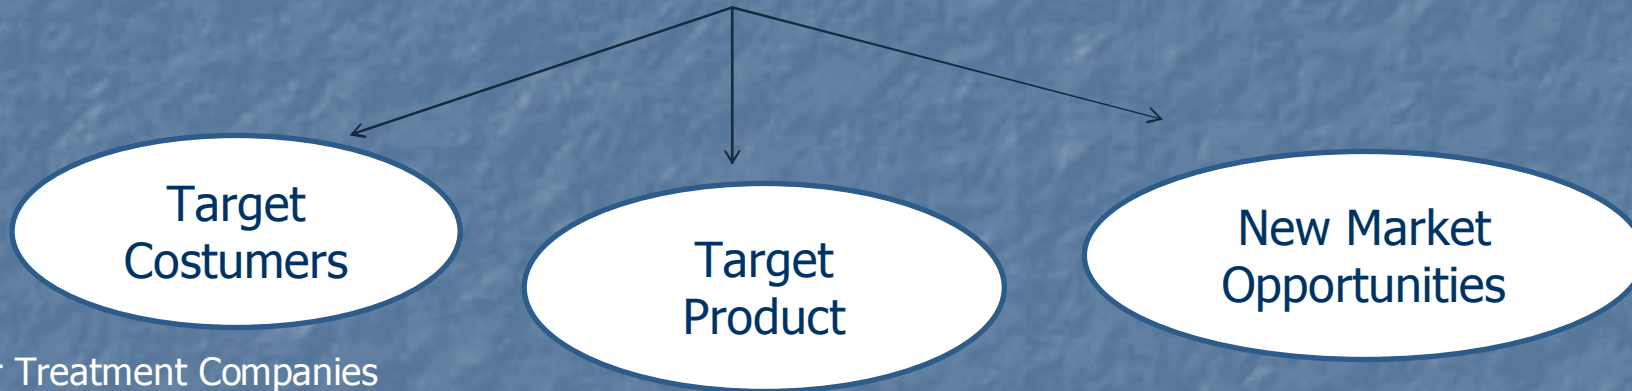 Target
Costumers
Target
Product
New Market
Opportunities
Treatment Companies